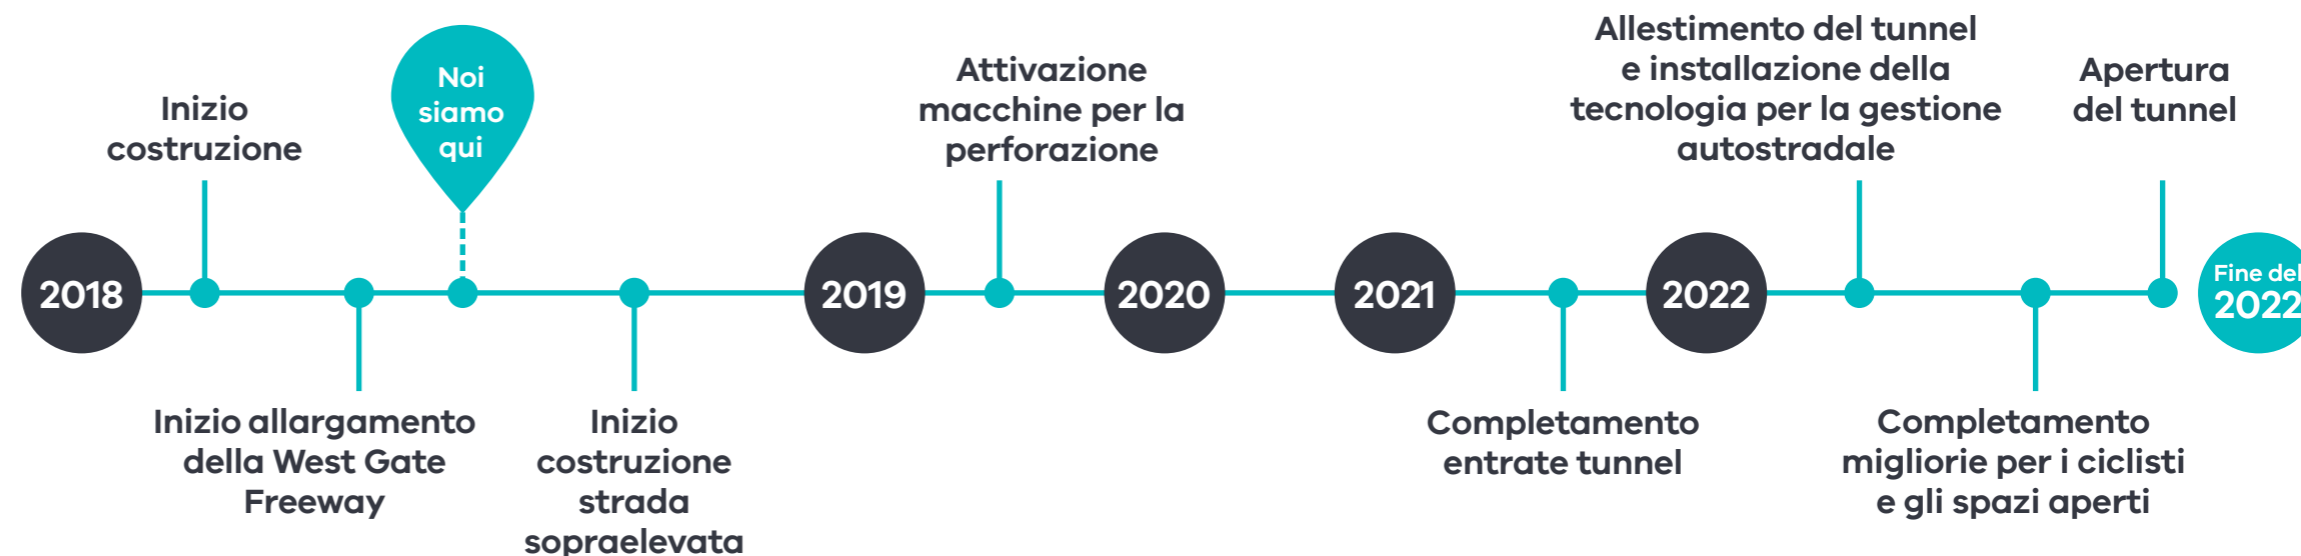 Inizio
costruzione
Noi
siamo
qui
Attivazione
macchine per la
perforazione
Allestimento del tunnel
e installazione della
tecnologia per la gestione
autostradale
Apertura
del tunnel
2018
2019
2020
2021
2022
Fine del
2022
Inizio allargamento
della West Gate
Freeway
Inizio
costruzione
strada
sopraelevata
Completamento
entrate tunnel
Completamento
migliorie per i ciclisti
e gli spazi aperti